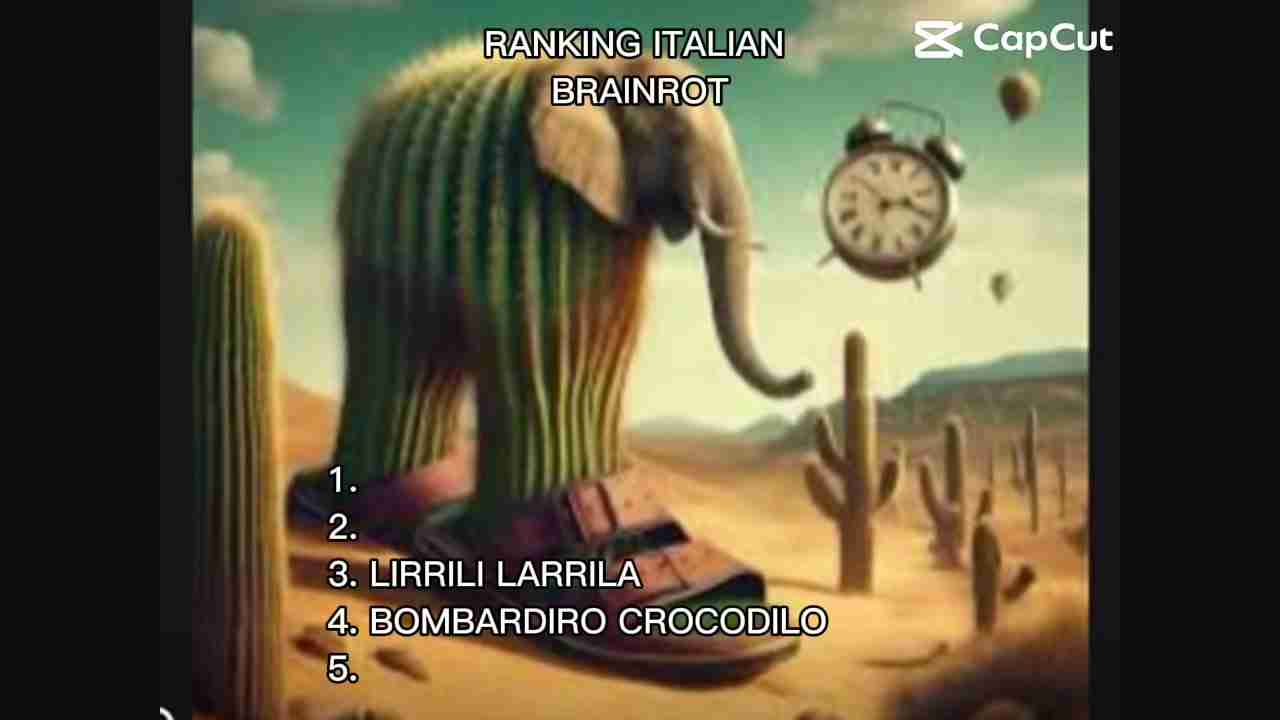 RANKING ITALIAN
BRAINROT
CapCut
1.
2.
3. LIRRILI LARRILA
4. BOMBARDIRO CROCODILO
5.